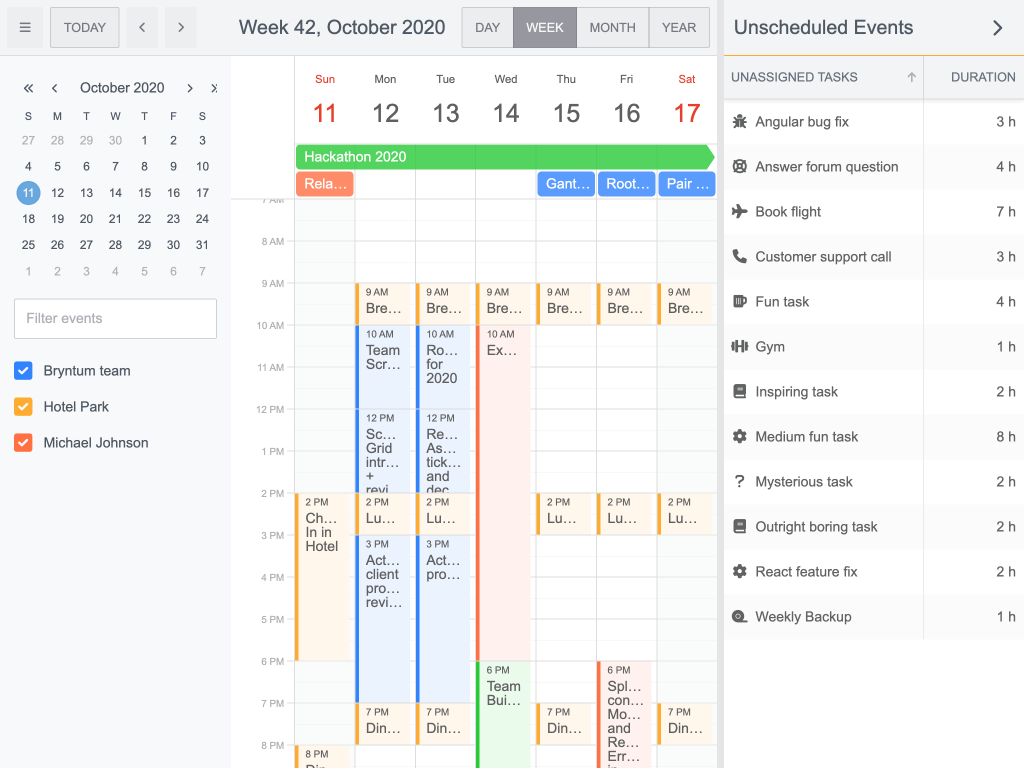 TODAY
Week 42, October 2020
DAY WEEK MONTH YEAR
Unscheduled Events
October 2020
S M T W T F S
27 28 29 30 1 2 3
4 5 6 7 8 9 10
11 12 13 14 15 16 17
18 19 20 21 22 23 24
25 26 27 28 29 30 31
1 2 3 4 5 6 7
Filter events
Bryntum team
Hotel Park
Michael Johnson
Sun Mon Tue Wed Thu Fri Sat
11 12 13 14 15 16 17
Hackathon 2020
Rela… Gant… Root… Pair …
7 AM
8 AM
9 AM
10 AM
11 AM
12 PM
1 PM
2 PM
3 PM
4 PM
5 PM
6 PM
7 PM
8 PM
2 PM
Ch…
In in
Hotel
8 PM
Din…
9 AM
Bre…
10 AM
Team
Scr…
12 PM
Sc…
Grid
intr…
+
revi…
2 PM
Lu…
3 PM
Act…
client
pro…
revi…
7 PM
Din…
9 AM
Bre…
10 AM
Ro…
for
2020
12 PM
Re…
As…
tick…
and
dec…
2 PM
Lu…
3 PM
Act…
pro…
7 PM
Din…
9 AM
Bre…
10 AM
Ex…
6 PM
Team
Bui…
9 AM
Bre…
2 PM
Lu…
7 PM
Din…
9 AM
Bre…
2 PM
Lu…
6 PM
Spl…
con…
Mo…
and
Re…
Err…
in
9 AM
Bre…
2 PM
Lu…
7 PM
Din…
UNASSIGNED TASKS DURATION
Angular bug fix 3 h
Answer forum question 4 h
Book flight 7 h
Customer support call 3 h
Fun task 4 h
Gym 1 h
Inspiring task 2 h
Medium fun task 8 h
Mysterious task 2 h
Outright boring task 2 h
React feature fix 2 h
Weekly Backup 1 h